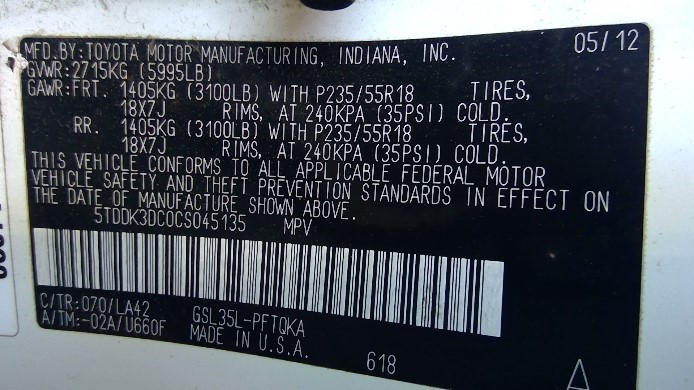 MFD.BY:TOYOTA MOTOR MANUFACTURING, INDIANA, INC. 05/12
GVWR:2715KG (5995LB)
GAWR:FRT. 1405KG (3100LB) WITH P235/55R18 TIRES,
18X7J RIMS, AT 240KPA (35PSI) COLD.
RR. 1405KG (3100LB) WITH P235/55R18 TIRES,
18X7J RIMS, AT 240KPA (35PSI) COLD.
THIS VEHICLE CONFORMS TO ALL APPLICABLE FEDERAL MOTOR
VEHICLE SAFETY AND THEFT PREVENTION STANDARDS IN EFFECT ON
THE DATE OF MANUFACTURE SHOWN ABOVE.
5TDDK3DC0CS045135 MPV
C/TR:070/LA42 GSL35L-PFTQKA
A/TM:-02A/U660F MADE IN U.S.A.
618
A